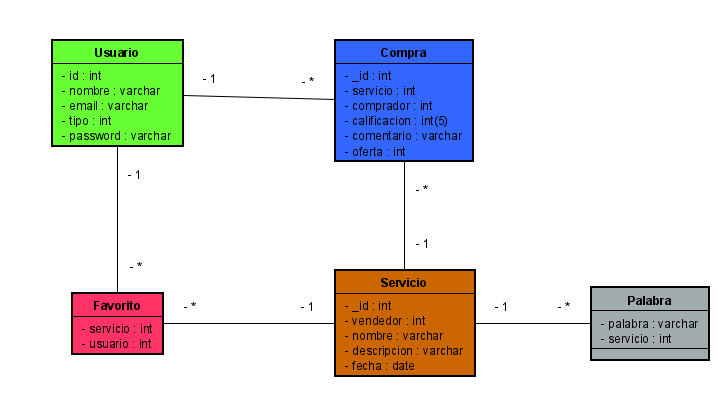 Usuario
- id : int
- nombre : varchar
- email : varchar
- tipo : int
- password : varchar
- 1
- *
Compra
- _id : int
- servicio : int
- comprador : int
- calificacion : int(5)
- comentario : varchar
- oferta : int
- 1
- *
- *
- 1
Favorito
- servicio : int
- usuario : int
- *
- 1
Servicio
- _id : int
- vendedor : int
- nombre : varchar
- descripcion : varchar
- fecha : date
- 1
- *
Palabra
- palabra : varchar
- servicio : int